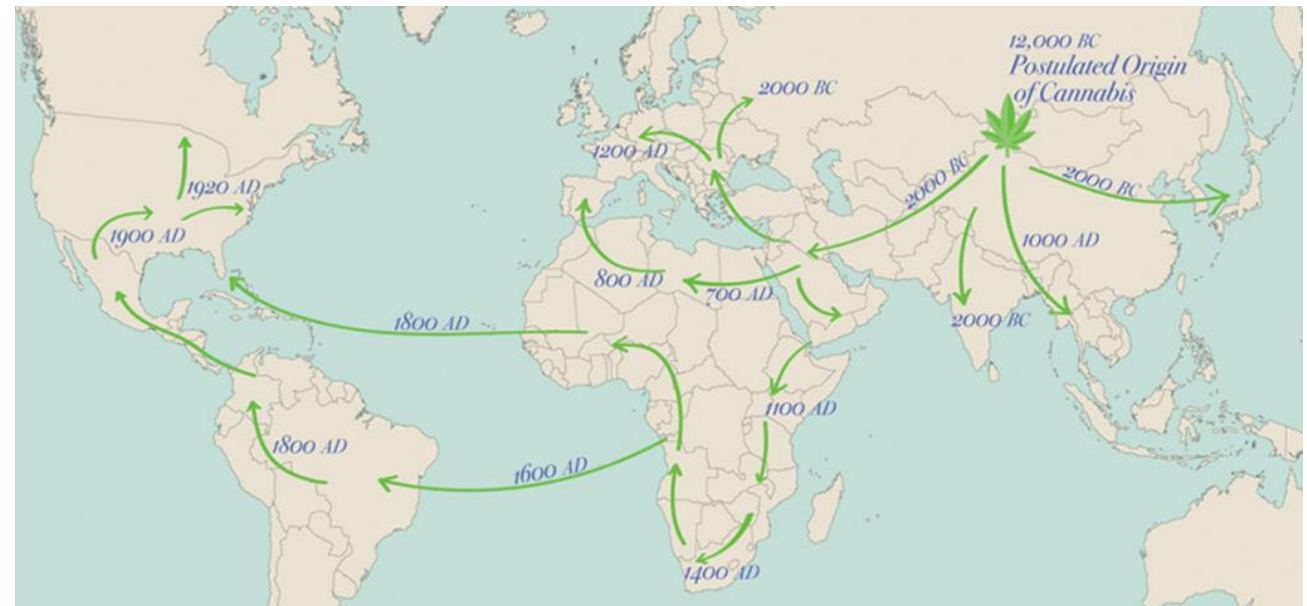 12,000 BC
Postulated Origin
of Cannabis
2000 BC
1200 AD
2000 BC
2000 BC
1920 AD
1900 AD
1000 AD
800 AD
700 AD
1800 AD
2000 BC
1100 AD
1800 AD
1600 AD
1400 AD